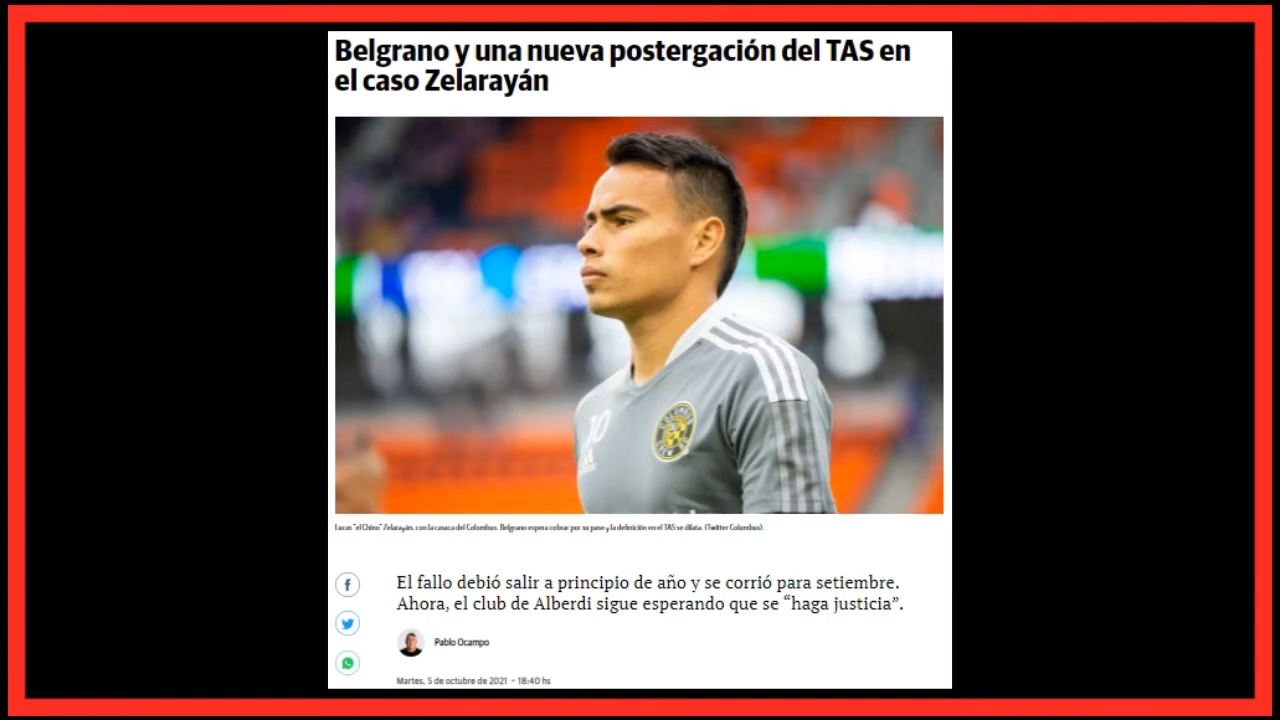 Belgrano y una nueva postergación del TAS en
el caso Zelarayán
10
COLUMBUS
Lucas "el Chino" Zelarayán, con la casaca del Columbus. Belgrano espera cobrar por su pase y la definición en el TAS se dilata. (Twitter Columbus).
El fallo debió salir a principio de año y se corrió para setiembre.
Ahora, el club de Alberdi sigue esperando que se “haga justicia”.
Pablo Ocampo
Martes, 5 de octubre de 2021 - 18:40 hs